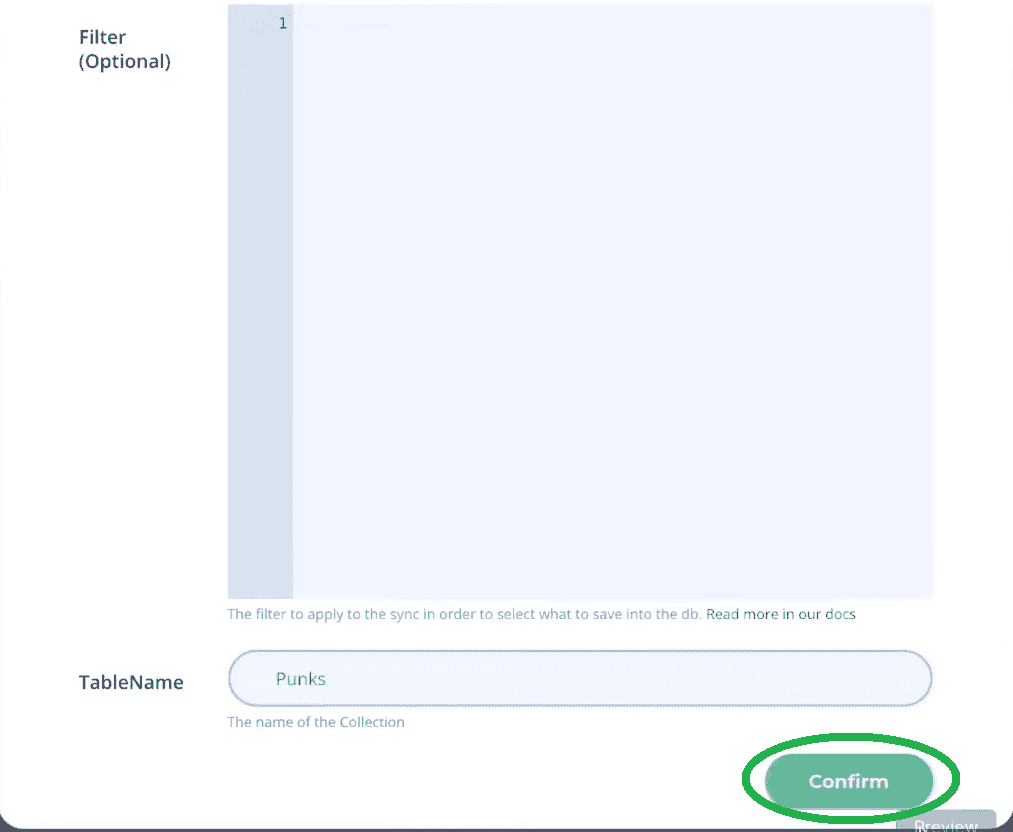 Filter
(Optional)
1
The filter to apply to the sync in order to select what to save into the db. Read more in our docs
TableName
Punks
The name of the Collection
Confirm
Preview